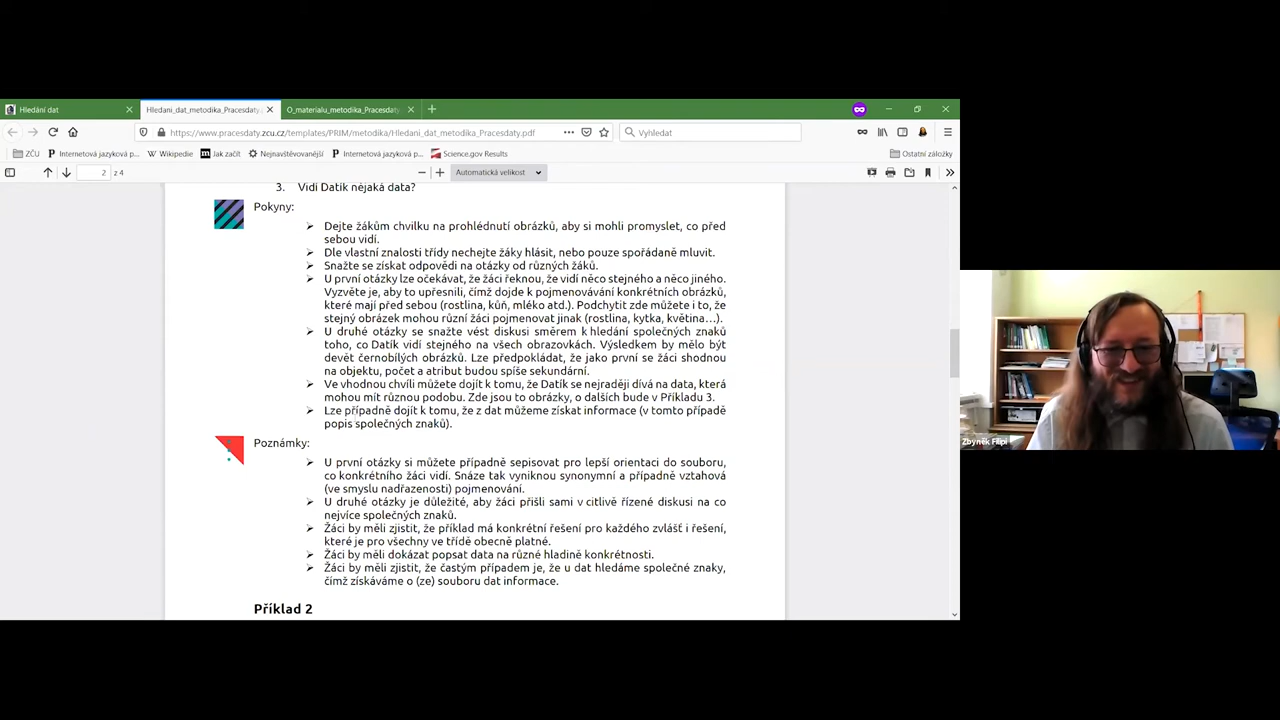 Hledání dat
Hledani_dat_metodika_Pracesdaty
O_materialu_metodika_Pracesdaty
https://www.pracesdaty.zcu.cz/templates/PRIM/metodika/Hledani_dat_metodika_Pracesdaty.pdf
Vyhledat
ZČU
Internetová jazyková p...
Wikipedie
Jak začít
Nejnavštěvovanější
Internetová jazyková p...
Science.gov Results
Ostatní záložky
2 z 4
Automatická velikost
3. Vidí Datík nějaká data?
Pokyny:
➢ Dejte žákům chvilku na prohlédnutí obrázků, aby si mohli promyslet, co před
sebou vidí.
➢ Dle vlastní znalosti třídy nechejte žáky hlásit, nebo pouze spořádaně mluvit.
➢ Snažte se získat odpovědi na otázky od různých žáků.
➢ U první otázky lze očekávat, že žáci řeknou, že vidí něco stejného a něco jiného.
Vyzvěte je, aby to upřesnili, čímž dojde k pojmenovávání konkrétních obrázků,
které mají před sebou (rostlina, kůň, mléko atd.). Podchytit zde můžete i to, že
stejný obrázek mohou různí žáci pojmenovat jinak (rostlina, kytka, květina…).
➢ U druhé otázky se snažte vést diskusi směrem k hledání společných znaků
toho, co Datík vidí stejného na všech obrazovkách. Výsledkem by mělo být
devět černobílých obrázků. Lze předpokládat, že jako první se žáci shodnou
na objektu, počet a atribut budou spíše sekundární.
➢ Ve vhodnou chvíli můžete dojít k tomu, že Datík se nejraději dívá na data, která
mohou mít různou podobu. Zde jsou to obrázky, o dalších bude v Příkladu 3.
➢ Lze případně dojít k tomu, že z dat můžeme získat informace (v tomto případě
popis společných znaků).
Poznámky:
➢ U první otázky si můžete případně sepisovat pro lepší orientaci do souboru,
co konkrétního žáci vidí. Snáze tak vyniknou synonymní a případně vztahová
(ve smyslu nadřazenosti) pojmenování.
➢ U druhé otázky je důležité, aby žáci přišli sami v citlivě řízené diskusi na co
nejvíce společných znaků.
➢ Žáci by měli zjistit, že příklad má konkrétní řešení pro každého zvlášť i řešení,
které je pro všechny ve třídě obecně platné.
➢ Žáci by měli dokázat popsat data na různé hladině konkrétnosti.
➢ Žáci by měli zjistit, že častým případem je, že u dat hledáme společné znaky,
čímž získáváme o (ze) souboru dat informace.
Příklad 2
Zbyněk Filipi